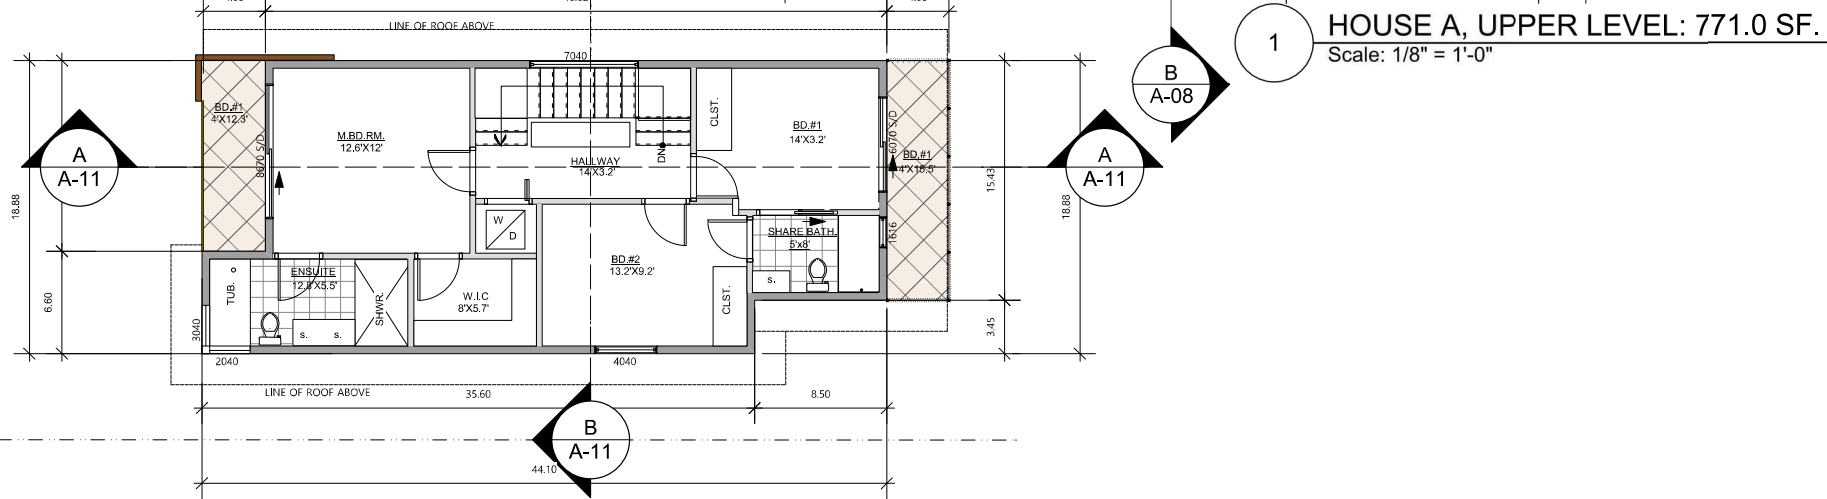 LINE OF ROOF ABOVE
HOUSE A, UPPER LEVEL: 771.0 SF.
Scale: 1/8" = 1'-0"
1
B
A-08
7040
BD.#1
4'X12.3'
8670 S/D
M.BD.RM.
12.6'X12'
CLST.
BD.#1
14'X3.2'
6070 S/D
BD.#1
4'X15.5'
HALLWAY
14'X3.2'
DN
A
A-11
A
A-11
18.88
15.43
18.88
W
D
SHARE BATH.
5'x8'
1616
S.
BD.#2
13.2'X9.2'
CLST.
ENSUITE
12.8'X5.5'
TUB.
SHWR.
S.
S.
W.I.C
8'X5.7'
6.60
3040
3.45
2040
4040
LINE OF ROOF ABOVE
35.60
8.50
B
A-11
44.10